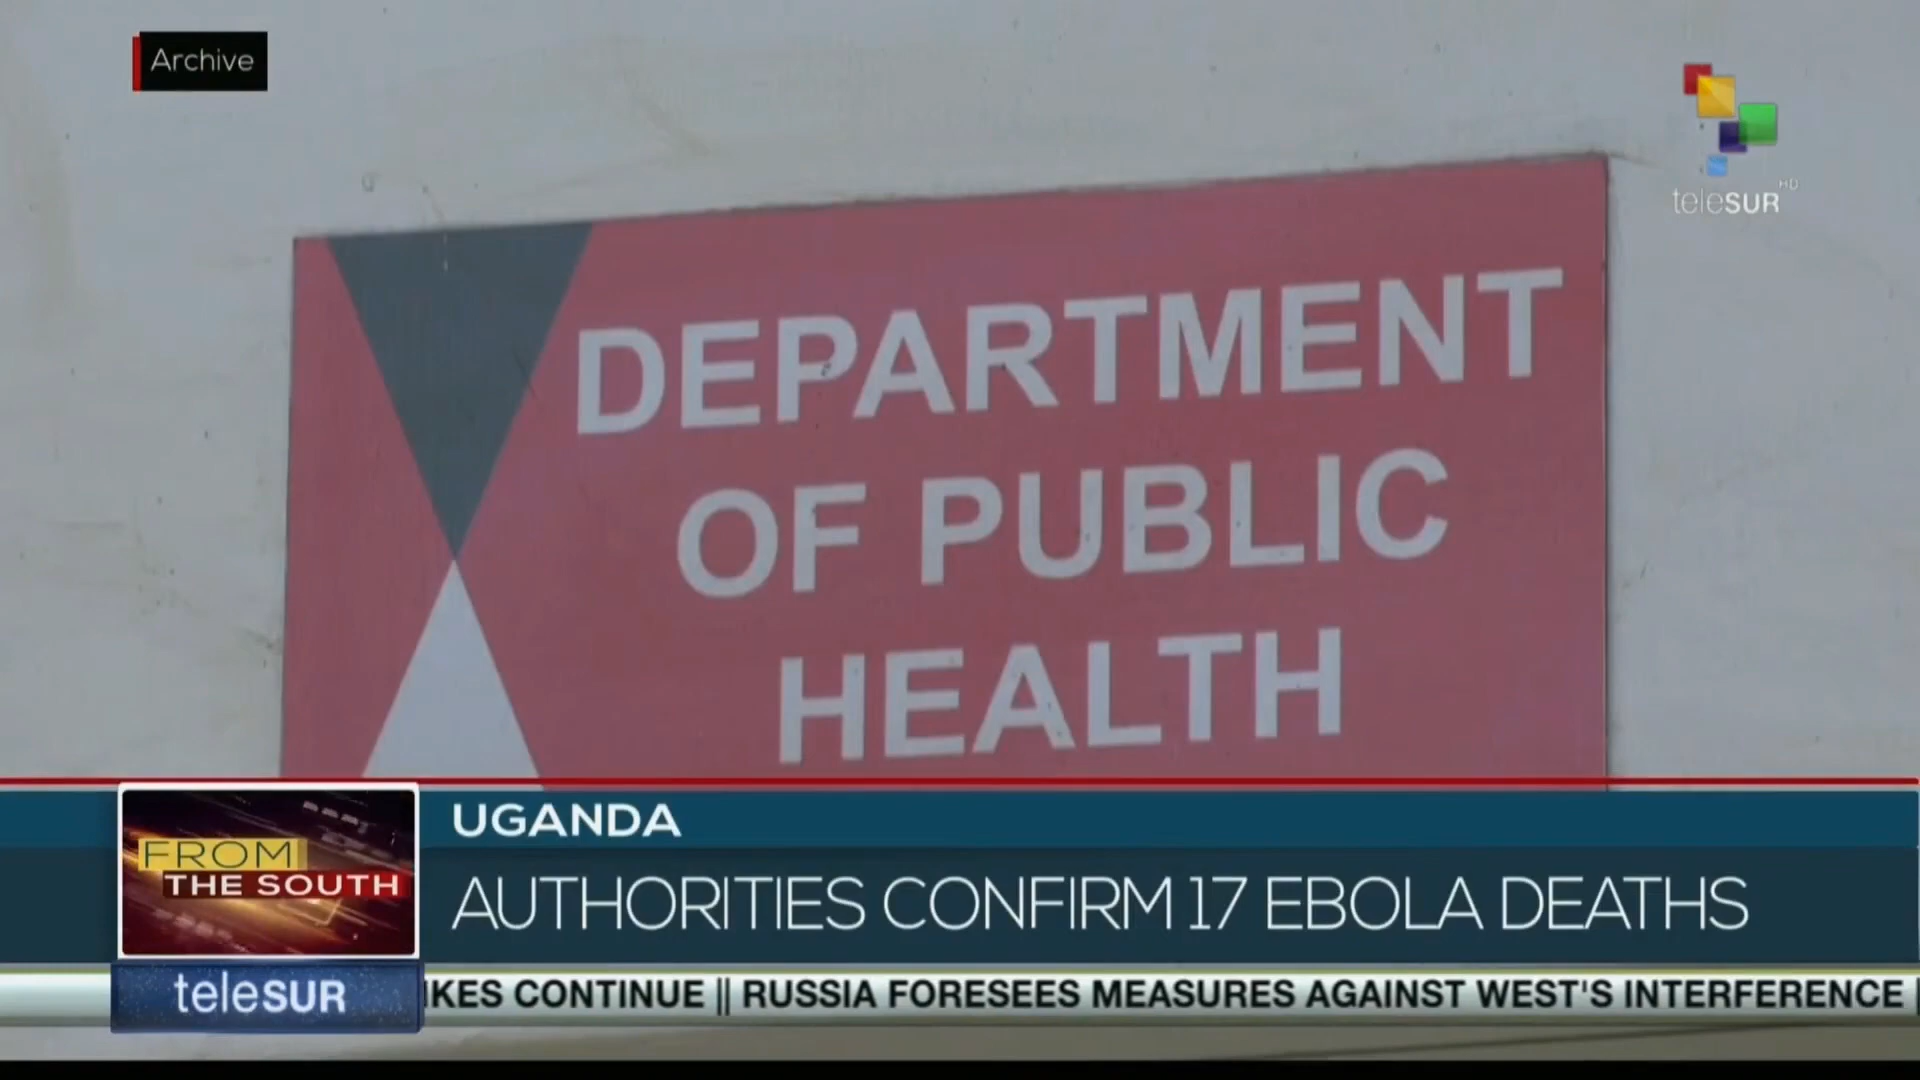 Archive
teleSUR HD
DEPARTMENT
OF PUBLIC
HEALTH
UGANDA
FROM
THE SOUTH
AUTHORITIES CONFIRM 17 EBOLA DEATHS
teleSUR
CONTINUE || RUSSIA FORESEES MEASURES AGAINST WEST'S INTERFERENCE